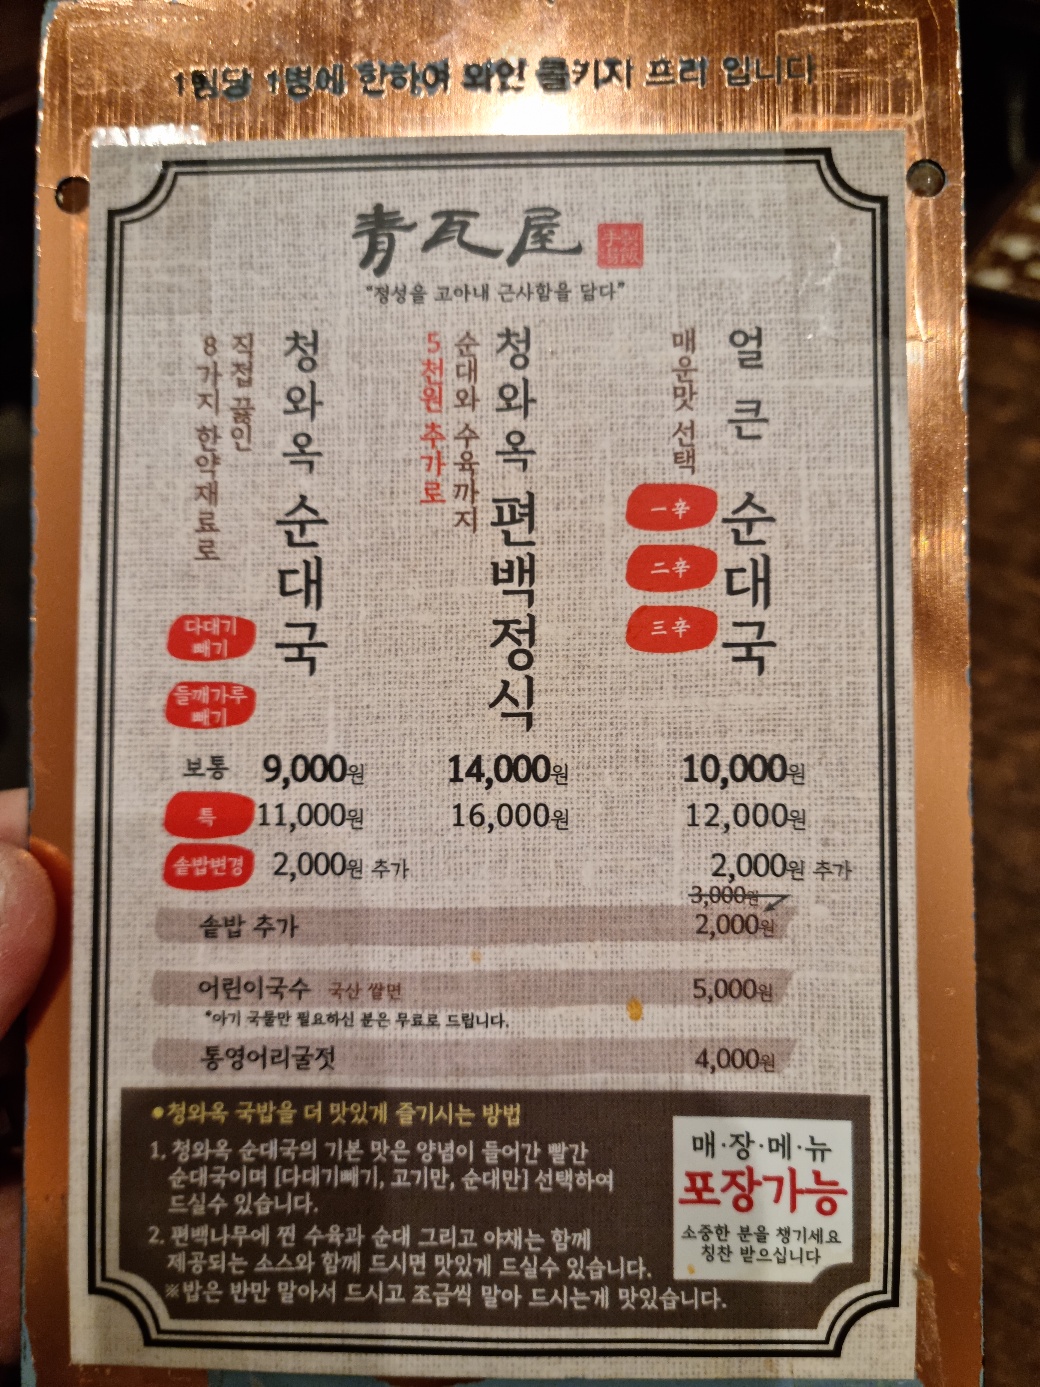 1팀당 1병에 한하여 와인 콜키지 프리 입니다
靑瓦屋
"정성을 고아내 근사함을 담다"
얼큰 순대국
매운맛 선택
一辛
二辛
三辛
청와옥 편백정식
순대와 수육까지
5천원 추가로
청와옥 순대국
직접 끓인
8가지 한약재료로
다대기
빼기
들깨가루
빼기
보통 9,000원 14,000원 10,000원
특 11,000원 16,000원 12,000원
솥밥변경 2,000원 추가 2,000원 추가
3,000원
솥밥 추가 2,000원
어린이국수 국산 쌀면 5,000원
*아기 국물만 필요하신 분은 무료로 드립니다.
통영어리굴젓 4,000원
●청와옥 국밥을 더 맛있게 즐기시는 방법
1. 청와옥 순대국의 기본 맛은 양념이 들어간 빨간
순대국이며 [다대기빼기, 고기만, 순대만] 선택하여
드실수 있습니다.
2. 편백나무에 찐 수육과 순대 그리고 야채는 함께
제공되는 소스와 함께 드시면 맛있게 드실수 있습니다.
※밥은 반만 말아서 드시고 조금씩 말아 드시는게 맛있습니다.
매·장·메·뉴
포장가능
소중한 분을 챙기세요
칭찬 받으십니다